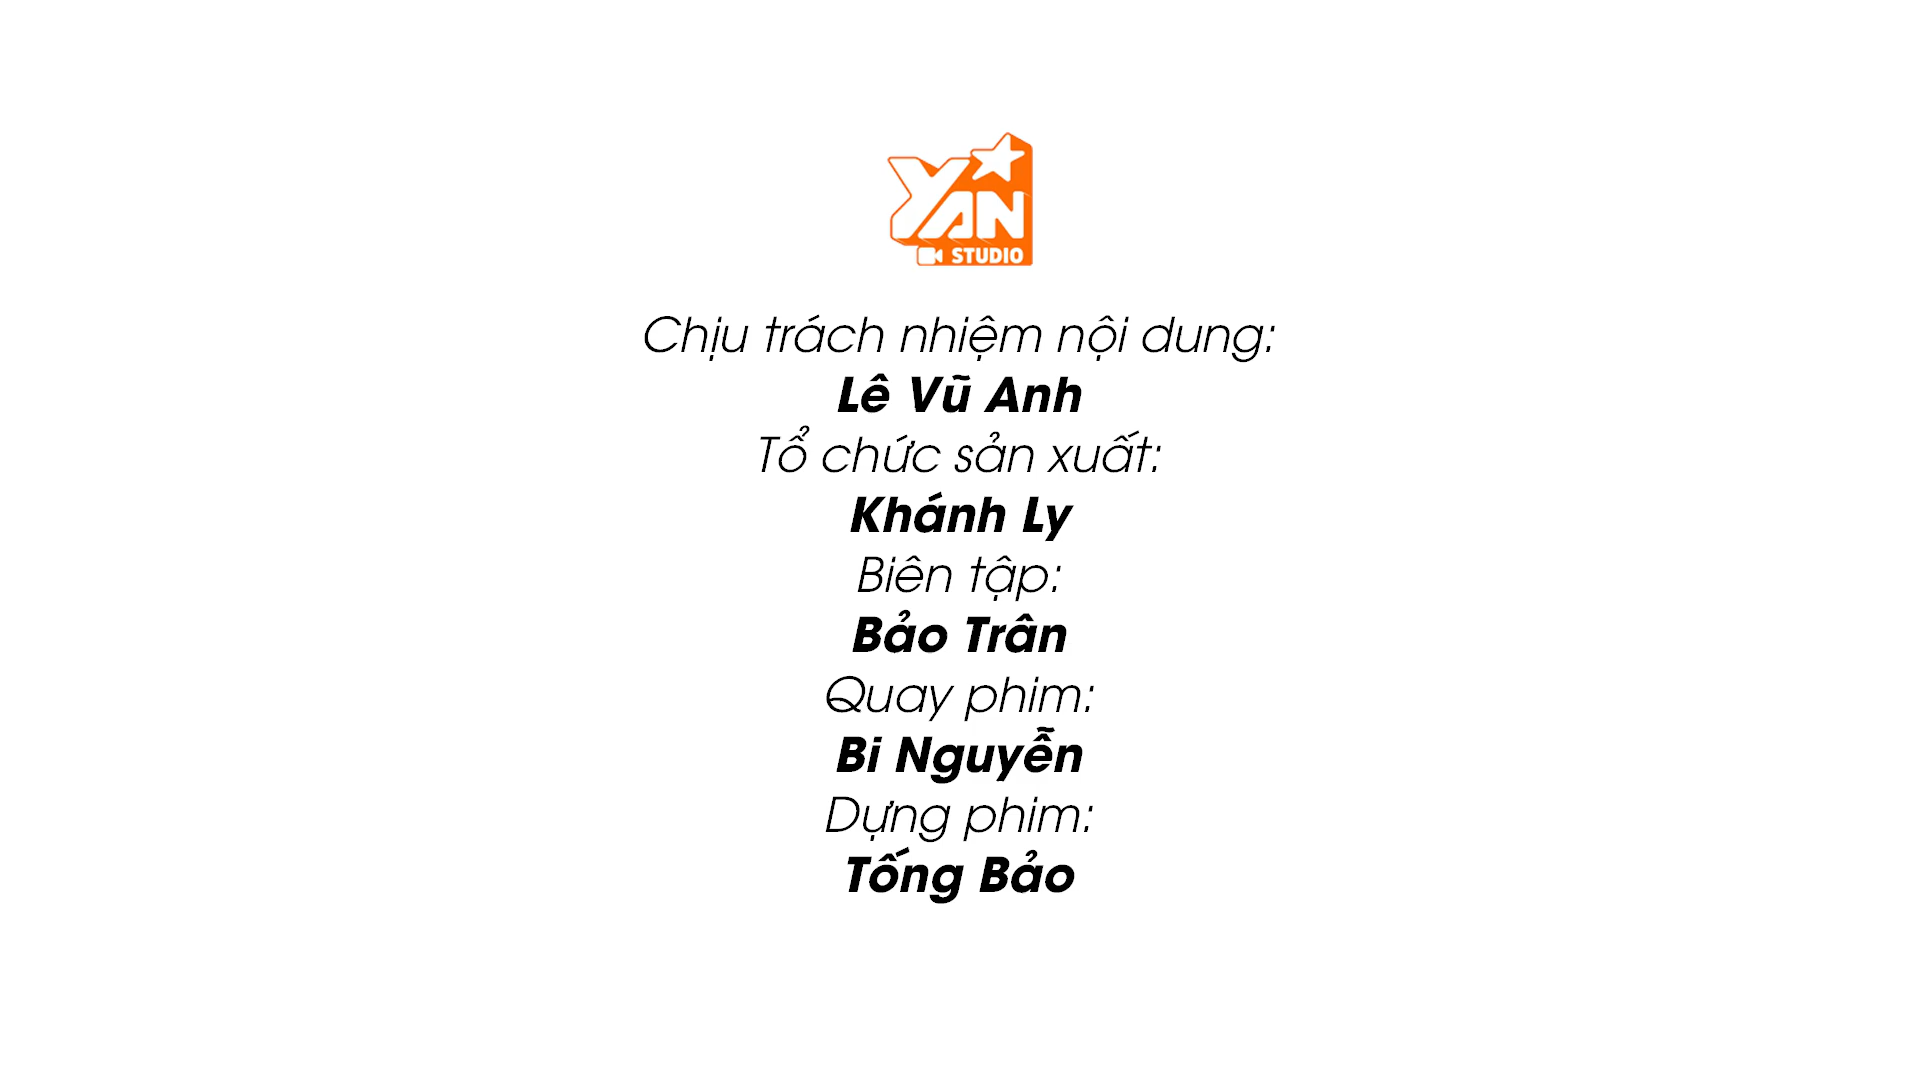 YAN
STUDIO
Chịu trách nhiệm nội dung:
Lê Vũ Anh
Tổ chức sản xuất:
Khánh Ly
Biên tập:
Bảo Trân
Quay phim:
Bi Nguyễn
Dựng phim:
Tống Bảo